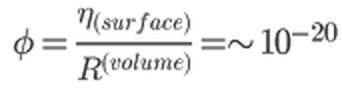 ϕ = η(surface) / R(volume) =∼ 10−20